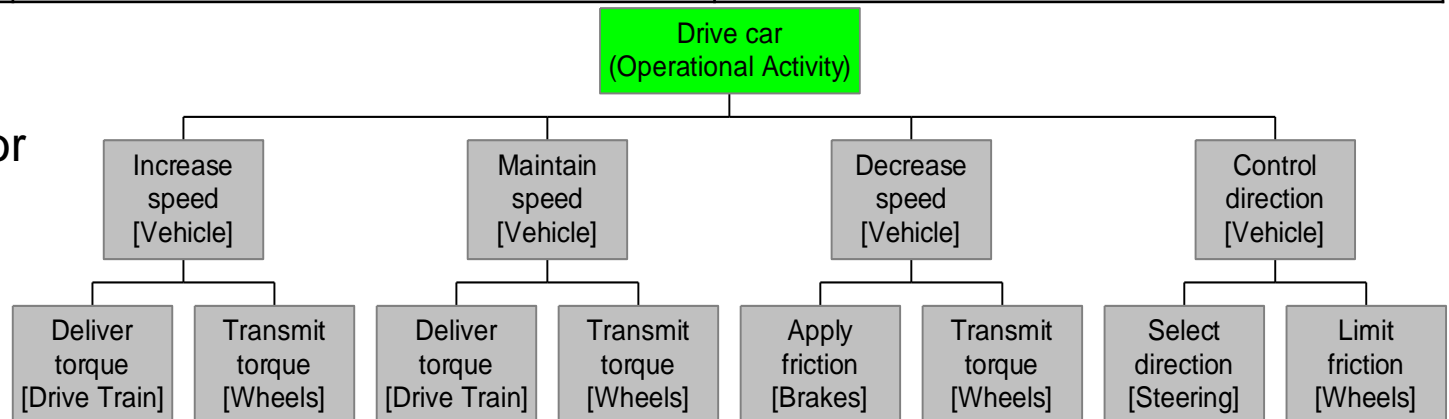 Drive car
(Operational Activity)
or
Increase
speed
[Vehicle]
Maintain
speed
[Vehicle]
Decrease
speed
[Vehicle]
Control
direction
[Vehicle]
Deliver
torque
[Drive Train]
Transmit
torque
[Wheels]
Deliver
torque
[Drive Train]
Transmit
torque
[Wheels]
Apply
friction
[Brakes]
Transmit
torque
[Wheels]
Select
direction
[Steering]
Limit
friction
[Wheels]